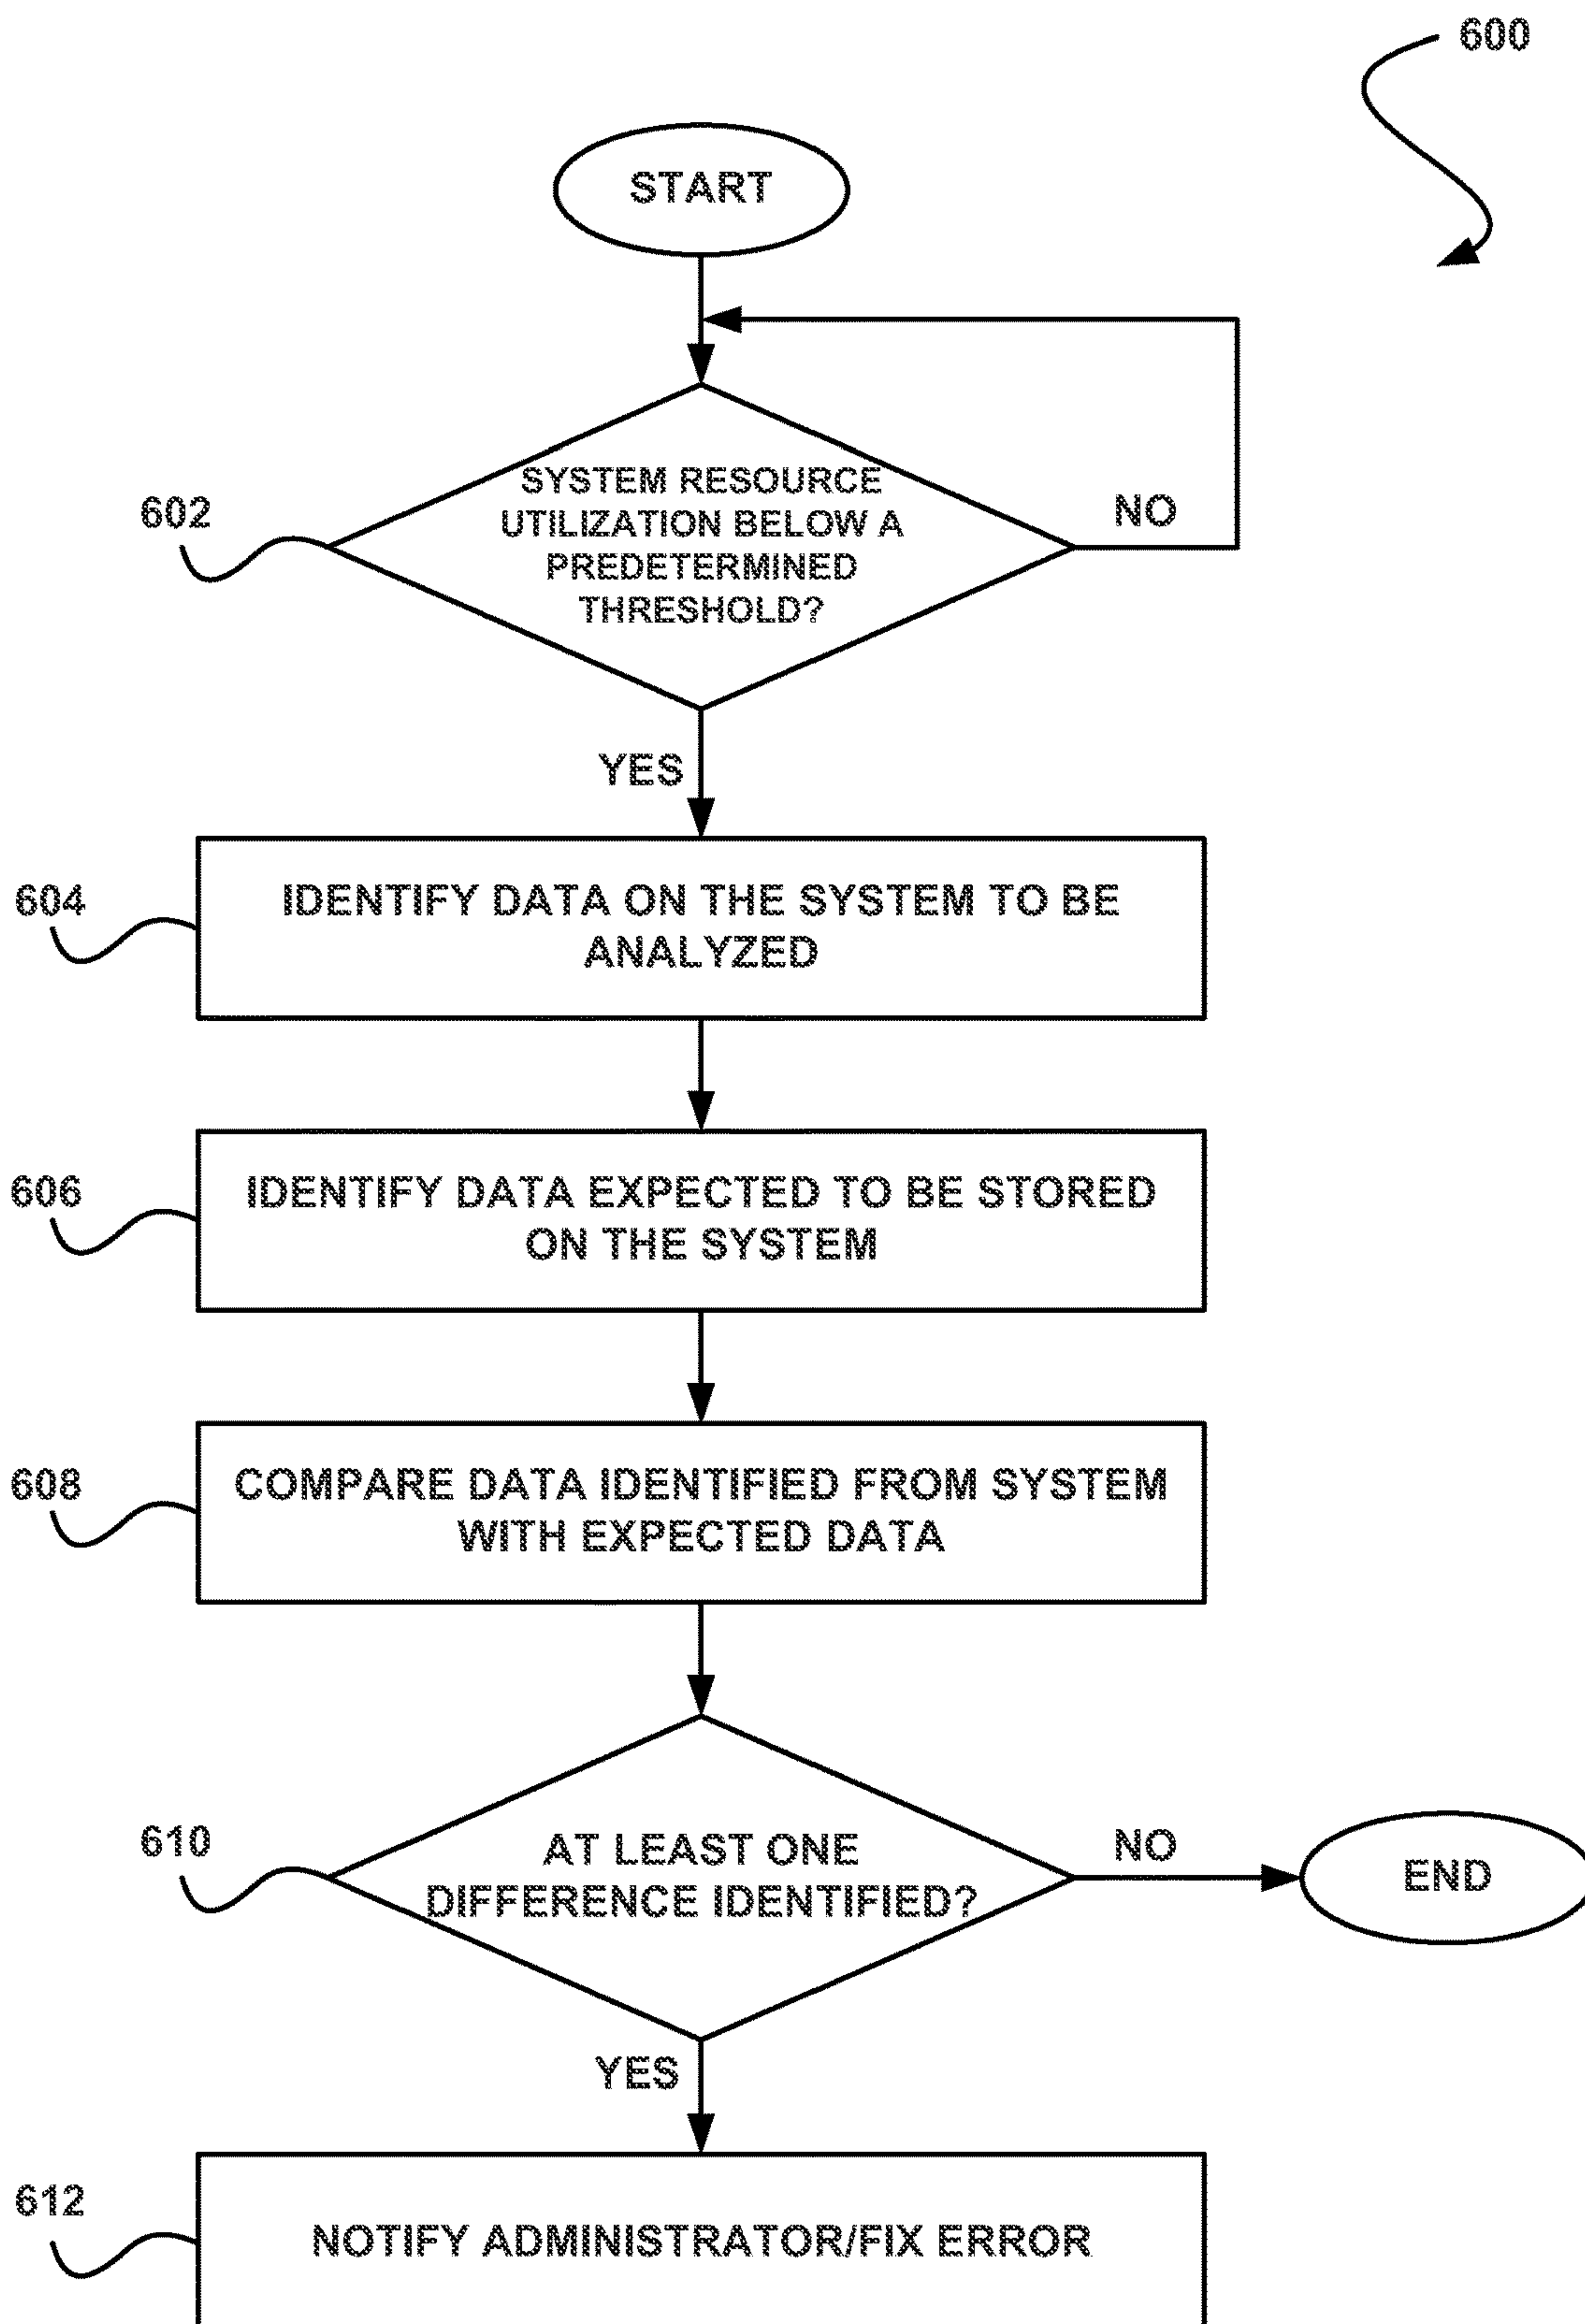 600
START
SYSTEM RESOURCE
UTILIZATION BELOW A
PREDETERMINED
THRESHOLD?
602
NO
YES
604
IDENTIFY DATA ON THE SYSTEM TO BE
ANALYZED
606
IDENTIFY DATA EXPECTED TO BE STORED
ON THE SYSTEM
608
COMPARE DATA IDENTIFIED FROM SYSTEM
WITH EXPECTED DATA
610
AT LEAST ONE
DIFFERENCE IDENTIFIED?
NO
END
YES
612
NOTIFY ADMINISTRATOR/FIX ERROR